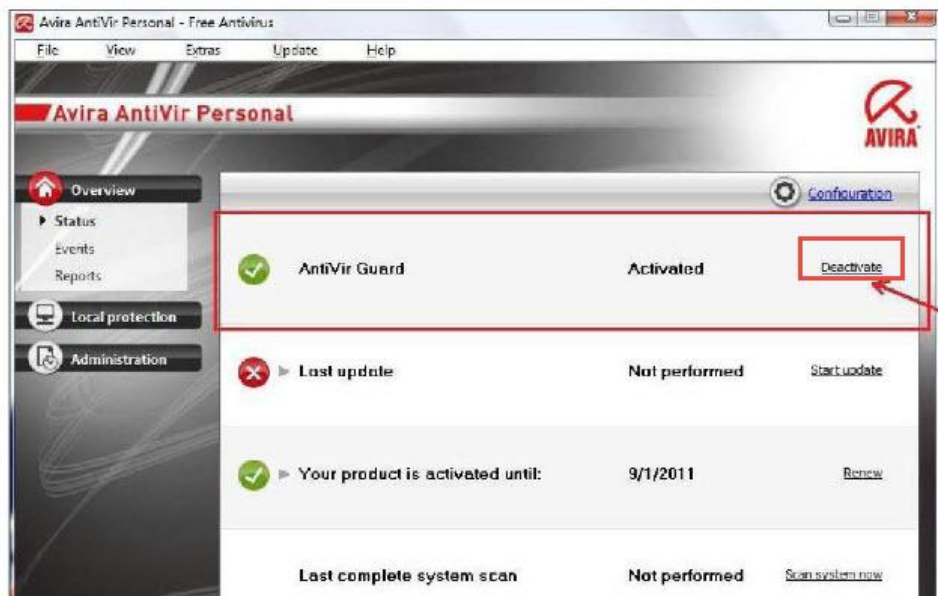 Avira AntiVir Personal - Free Antivirus
File View Extras Update Help
Avira AntiVir Personal
AVIRA
Overview
Configuration
Status
Events
Reports
AntiVir Guard Activated Deactivate
Local protection
Administration
Last update Not performed Start update
Your product is activated until: 9/1/2011 Renew
Last complete system scan Not performed Scan system now